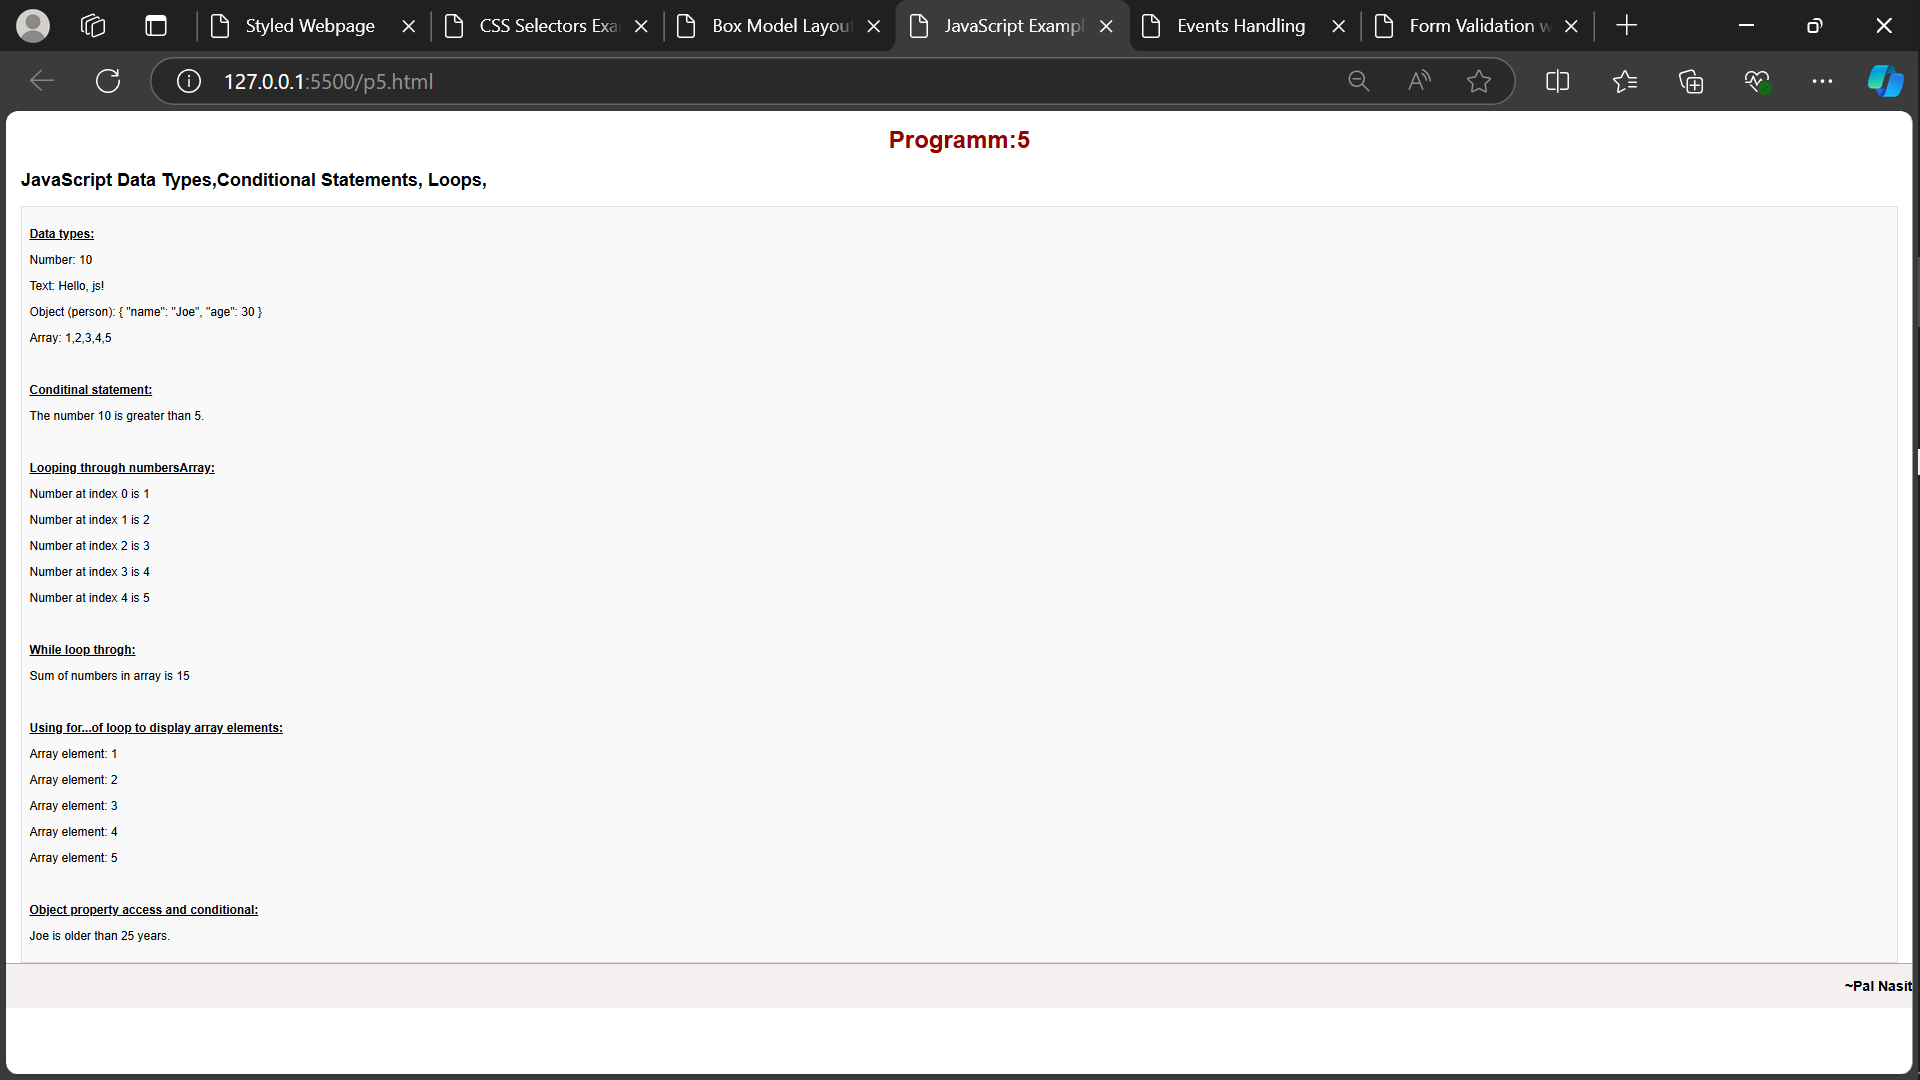 Styled Webpage
CSS Selectors Exa
Box Model Layou
JavaScript Exampl
Events Handling
Form Validation w
127.0.0.1:5500/p5.html
Programm:5
JavaScript Data Types,Conditional Statements, Loops,
Data types:
Number: 10
Text: Hello, js!
Object (person): { "name": "Joe", "age": 30 }
Array: 1,2,3,4,5
Conditinal statement:
The number 10 is greater than 5.
Looping through numbersArray:
Number at index 0 is 1
Number at index 1 is 2
Number at index 2 is 3
Number at index 3 is 4
Number at index 4 is 5
While loop throgh:
Sum of numbers in array is 15
Using for...of loop to display array elements:
Array element: 1
Array element: 2
Array element: 3
Array element: 4
Array element: 5
Object property access and conditional:
Joe is older than 25 years.
~Pal Nasit